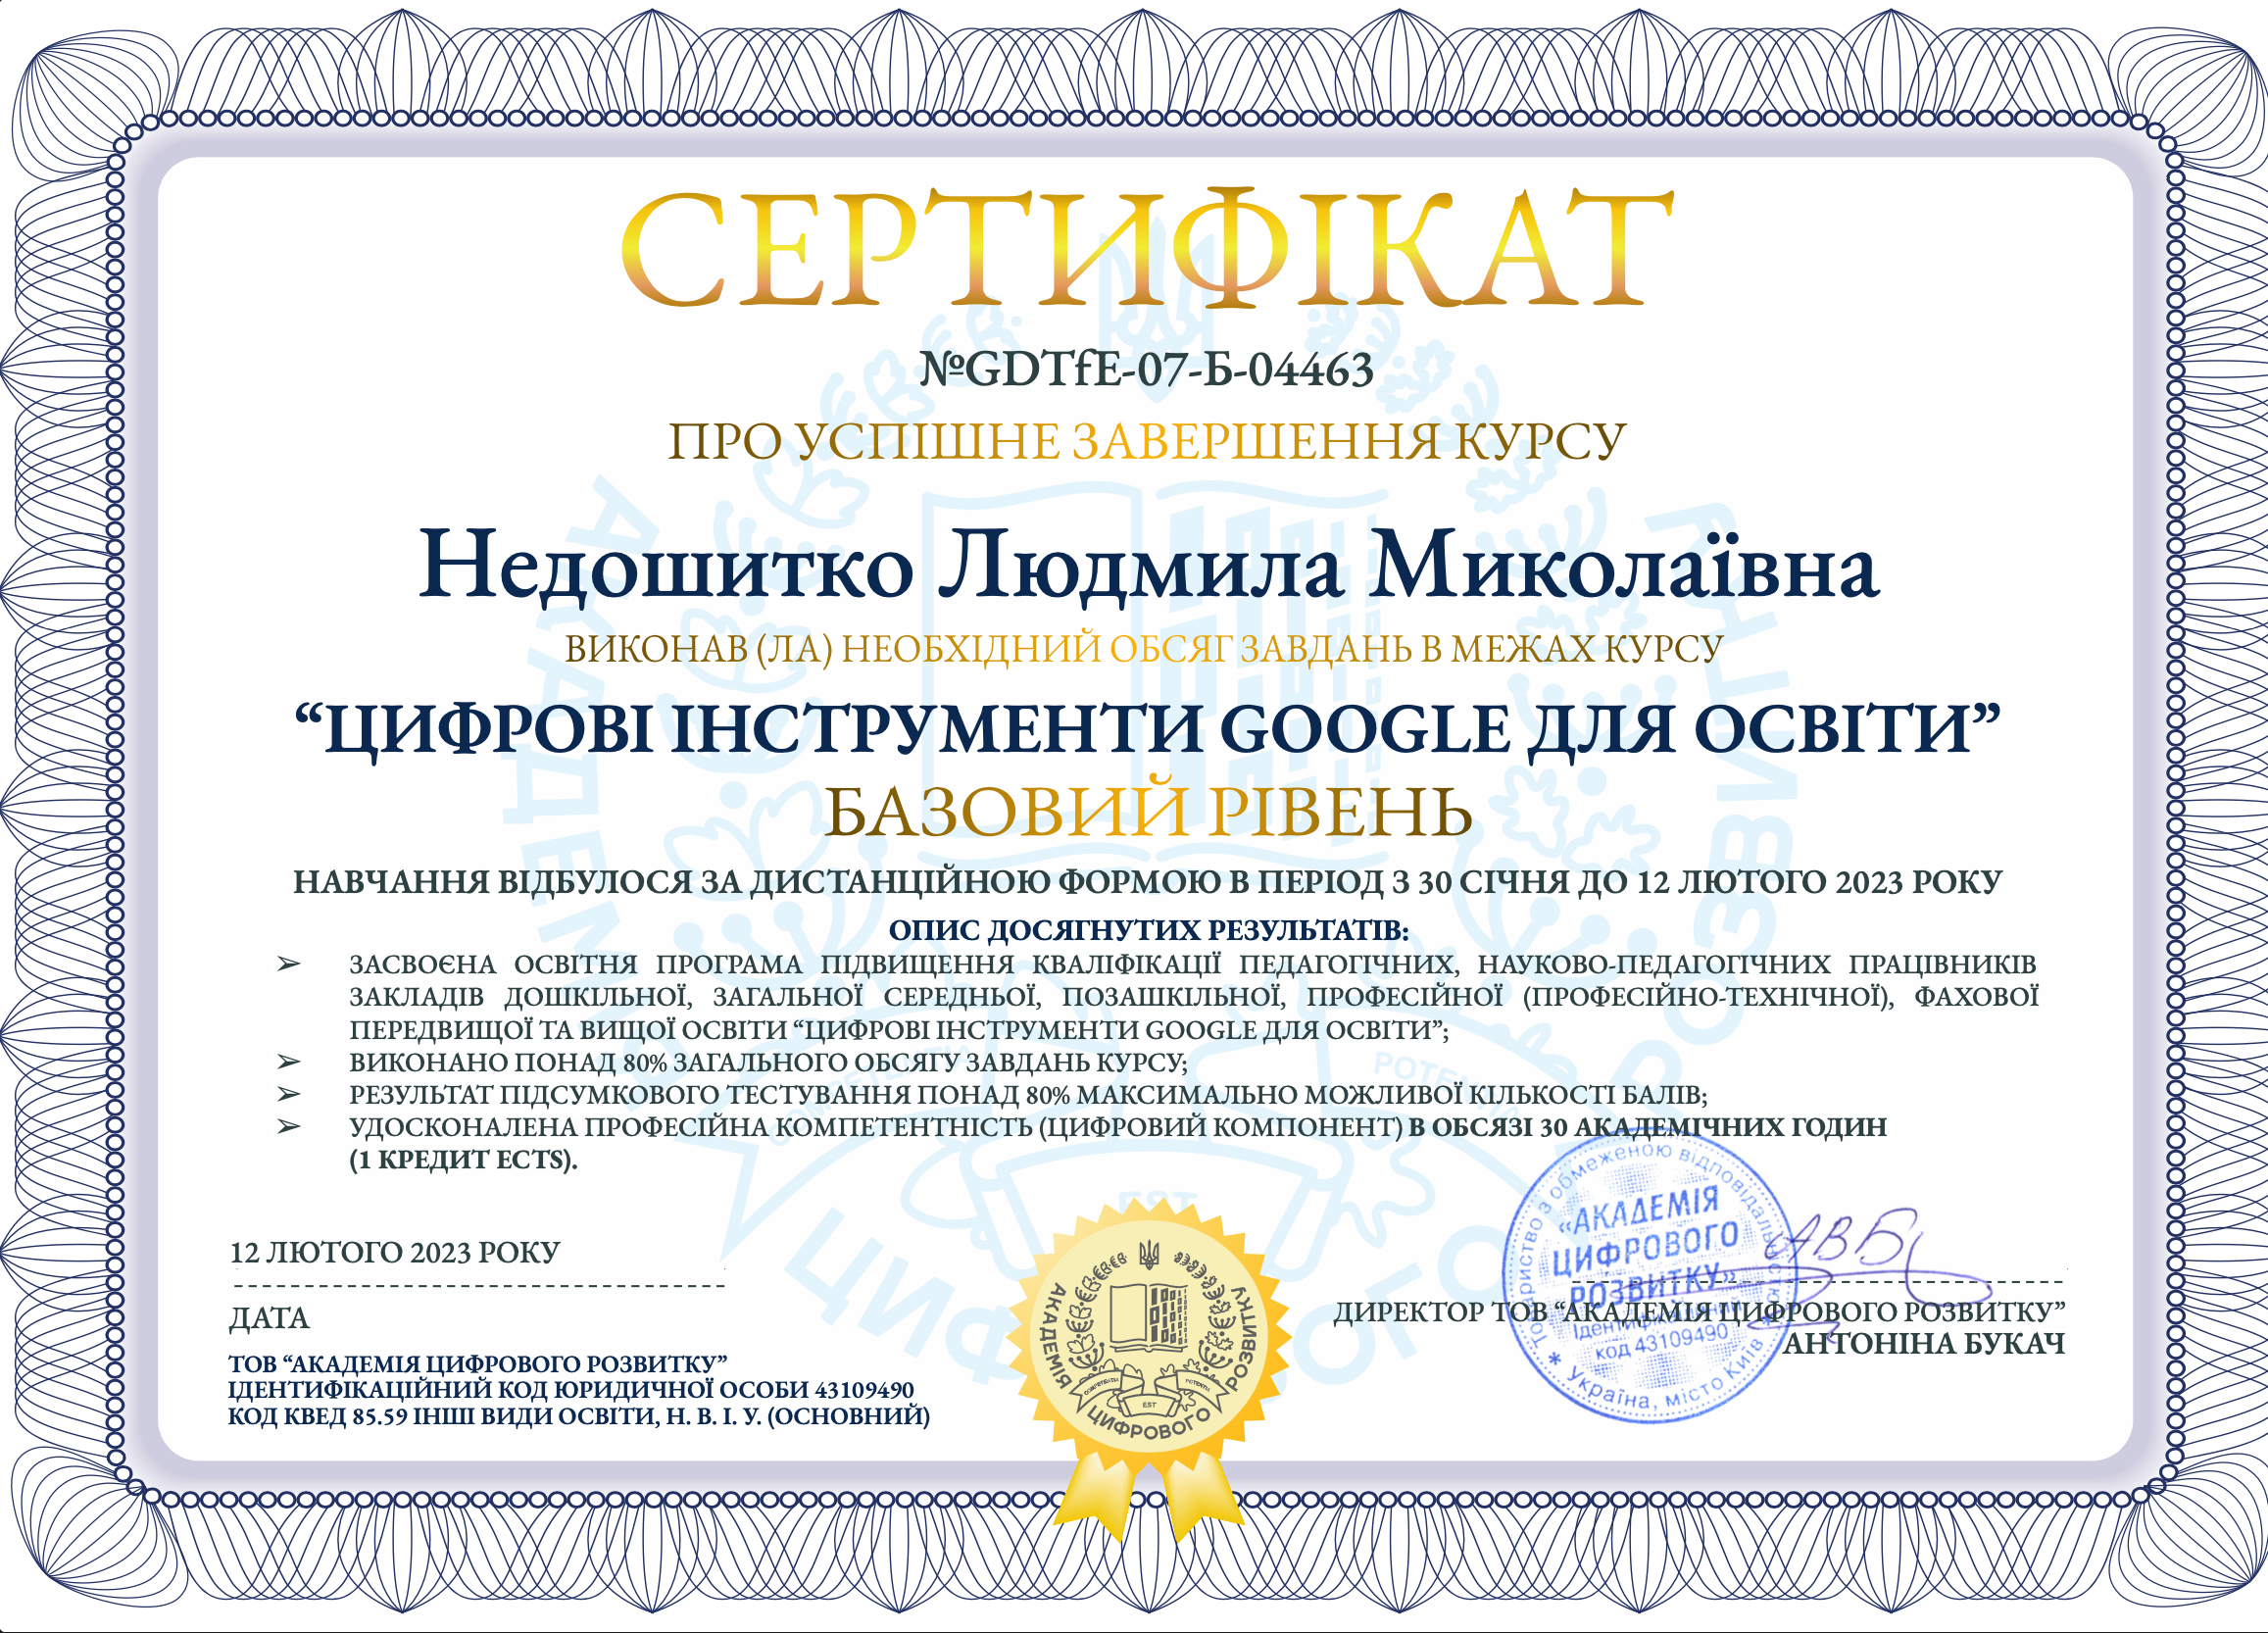 СЕРТИФІКАТ
№GDTfE-07-Б-04463
ПРО УСПІШНЕ ЗАВЕРШЕННЯ КУРСУ
Недошитко Людмила Миколаївна
ВИКОНАВ (ЛА) НЕОБХІДНИЙ ОБСЯГ ЗАВДАНЬ В МЕЖАХ КУРСУ
“ЦИФРОВІ ІНСТРУМЕНТИ GOOGLE ДЛЯ ОСВІТИ”
БАЗОВИЙ РІВЕНЬ
НАВЧАННЯ ВІДБУЛОСЯ ЗА ДИСТАНЦІЙНОЮ ФОРМОЮ В ПЕРІОД З 30 СІЧНЯ ДО 12 ЛЮТОГО 2023 РОКУ
ОПИС ДОСЯГНУТИХ РЕЗУЛЬТАТІВ:
➢ ЗАСВОЄНА ОСВІТНЯ ПРОГРАМА ПІДВИЩЕННЯ КВАЛІФІКАЦІЇ ПЕДАГОГІЧНИХ, НАУКОВО-ПЕДАГОГІЧНИХ ПРАЦІВНИКІВ
ЗАКЛАДІВ ДОШКІЛЬНОЇ, ЗАГАЛЬНОЇ СЕРЕДНЬОЇ, ПОЗАШКІЛЬНОЇ, ПРОФЕСІЙНОЇ (ПРОФЕСІЙНО-ТЕХНІЧНОЇ), ФАХОВОЇ
ПЕРЕДВИЩОЇ ТА ВИЩОЇ ОСВІТИ “ЦИФРОВІ ІНСТРУМЕНТИ GOOGLE ДЛЯ ОСВІТИ”;
➢ ВИКОНАНО ПОНАД 80% ЗАГАЛЬНОГО ОБСЯГУ ЗАВДАНЬ КУРСУ;
➢ РЕЗУЛЬТАТ ПІДСУМКОВОГО ТЕСТУВАННЯ ПОНАД 80% МАКСИМАЛЬНО МОЖЛИВОЇ КІЛЬКОСТІ БАЛІВ;
➢ УДОСКОНАЛЕНА ПРОФЕСІЙНА КОМПЕТЕНТНІСТЬ (ЦИФРОВИЙ КОМПОНЕНТ) В ОБСЯЗІ 30 АКАДЕМІЧНИХ ГОДИН
(1 КРЕДИТ ECTS).
12 ЛЮТОГО 2023 РОКУ
ДАТА
ТОВ “АКАДЕМІЯ ЦИФРОВОГО РОЗВИТКУ”
ІДЕНТИФІКАЦІЙНИЙ КОД ЮРИДИЧНОЇ ОСОБИ 43109490
КОД КВЕД 85.59 ІНШІ ВИДИ ОСВІТИ, Н. В. І. У. (ОСНОВНИЙ)
АКАДЕМІЯ ЦИФРОВОГО РОЗВИТКУ
EST
Товариство з обмеженою відповідальністю
«АКАДЕМІЯ
ЦИФРОВОГО
РОЗВИТКУ»
Ідентифікаційний
код 43109490
* Україна, місто Київ *
АВБ
ДИРЕКТОР ТОВ “АКАДЕМІЯ ЦИФРОВОГО РОЗВИТКУ”
АНТОНІНА БУКАЧ